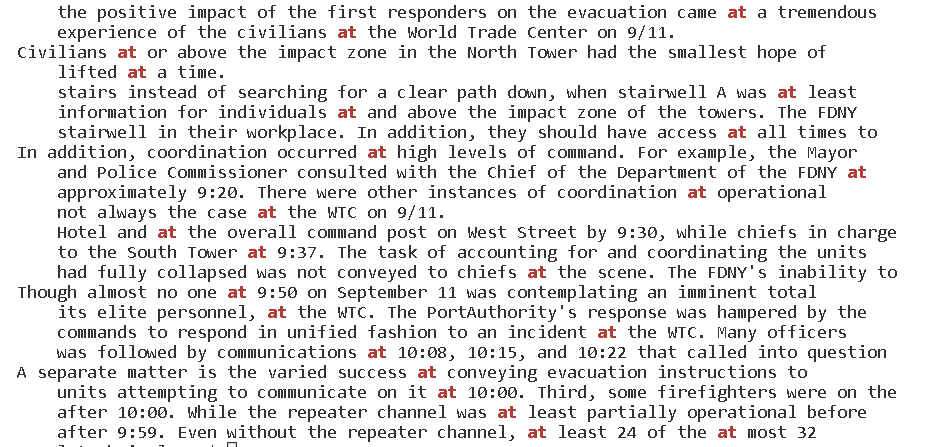 the positive impact of the first responders on the evacuation came at a tremendous
experience of the civilians at the World Trade Center on 9/11.
Civilians at or above the impact zone in the North Tower had the smallest hope of
lifted at a time.
stairs instead of searching for a clear path down, when stairwell A was at least
information for individuals at and above the impact zone of the towers. The FDNY
stairwell in their workplace. In addition, they should have access at all times to
In addition, coordination occurred at high levels of command. For example, the Mayor
and Police Commissioner consulted with the Chief of the Department of the FDNY at
approximately 9:20. There were other instances of coordination at operational
not always the case at the WTC on 9/11.
Hotel and at the overall command post on West Street by 9:30, while chiefs in charge
to the South Tower at 9:37. The task of accounting for and coordinating the units
had fully collapsed was not conveyed to chiefs at the scene. The FDNY's inability to
Though almost no one at 9:50 on September 11 was contemplating an imminent total
its elite personnel, at the WTC. The PortAuthority's response was hampered by the
commands to respond in unified fashion to an incident at the WTC. Many officers
was followed by communications at 10:08, 10:15, and 10:22 that called into question
A separate matter is the varied success at conveying evacuation instructions to
units attempting to communicate on it at 10:00. Third, some firefighters were on the
after 10:00. While the repeater channel was at least partially operational before
after 9:59. Even without the repeater channel, at least 24 of the at most 32